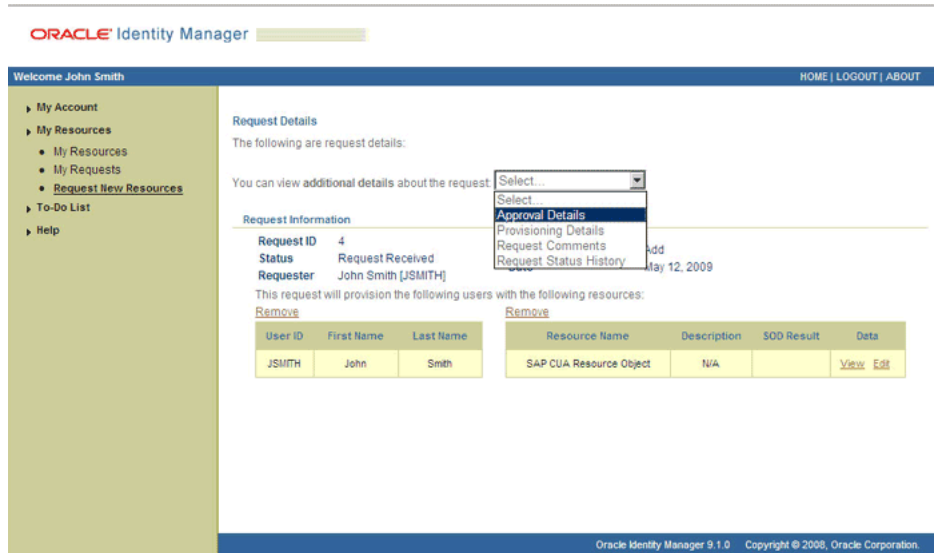 ORACLE Identity Manager
Welcome John Smith
HOME | LOGOUT | ABOUT
My Account
My Resources
My Resources
My Requests
Request New Resources
To-Do List
Help
Request Details
The following are request details:
You can view additional details about the request: Select...
Select...
Approval Details
Provisioning Details
Request Comments
Request Status History
Request Information
Request ID 4
Add
Status Request Received
May 12, 2009
Requester John Smith [JSMITH]
This request will provision the following users with the following resources:
Remove
User ID First Name Last Name
JSMITH John Smith
Remove
Resource Name Description SOD Result Data
SAP CUA Resource Object N/A View Edit
Oracle Identity Manager 9.1.0 Copyright © 2008, Oracle Corporation.